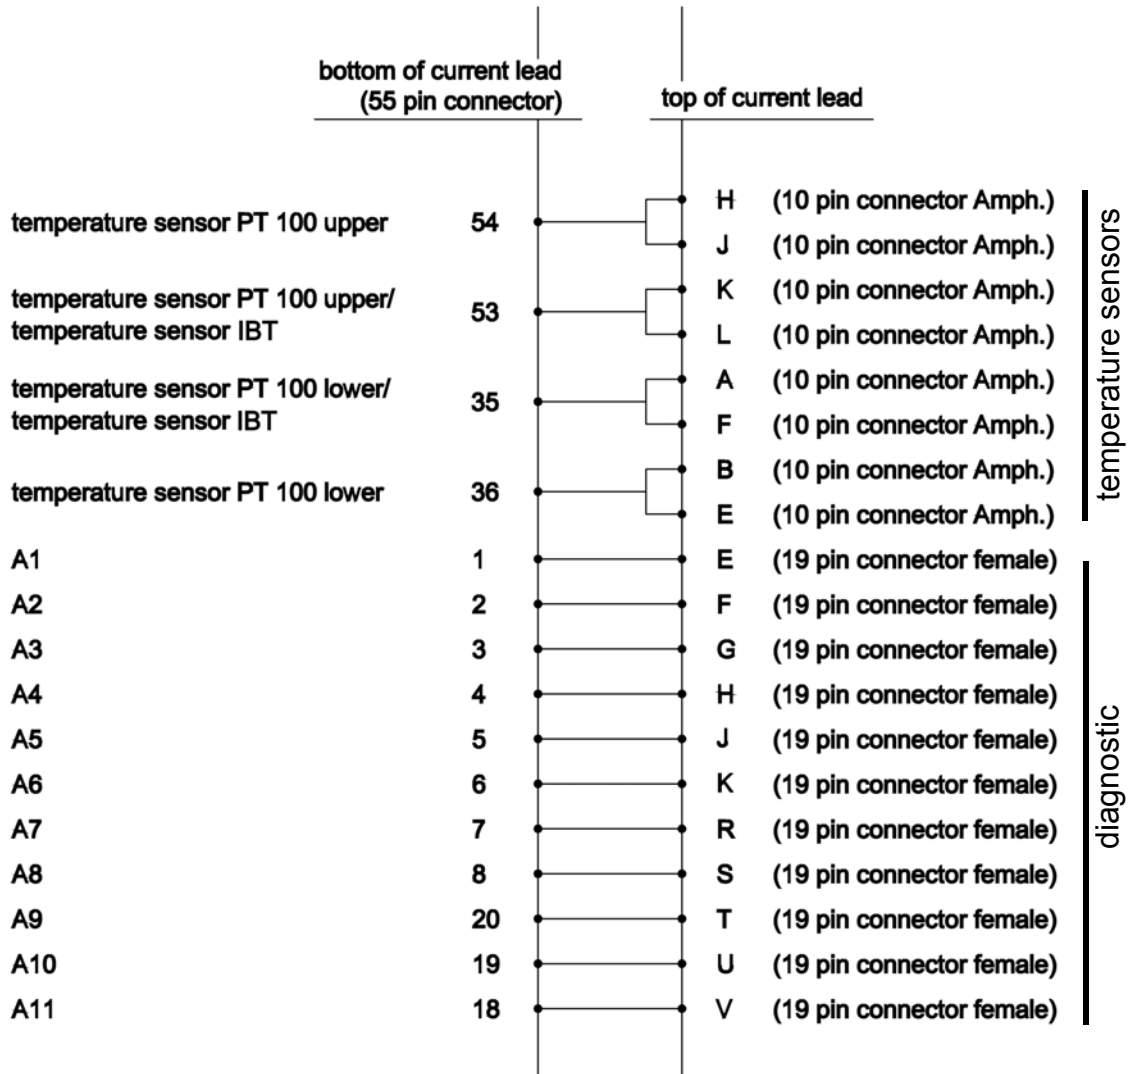 bottom of current lead
(55 pin connector)
top of current lead
temperature sensor PT 100 upper 54 H (10 pin connector Amph.)
J (10 pin connector Amph.)
temperature sensor PT 100 upper/
temperature sensor IBT 53 K (10 pin connector Amph.)
L (10 pin connector Amph.)
temperature sensor PT 100 lower/
temperature sensor IBT 35 A (10 pin connector Amph.)
F (10 pin connector Amph.)
temperature sensor PT 100 lower 36 B (10 pin connector Amph.)
E (10 pin connector Amph.)
temperature sensors
A1 1 E (19 pin connector female)
A2 2 F (19 pin connector female)
A3 3 G (19 pin connector female)
A4 4 H (19 pin connector female)
A5 5 J (19 pin connector female)
A6 6 K (19 pin connector female)
A7 7 R (19 pin connector female)
A8 8 S (19 pin connector female)
A9 20 T (19 pin connector female)
A10 19 U (19 pin connector female)
A11 18 V (19 pin connector female)
diagnostic